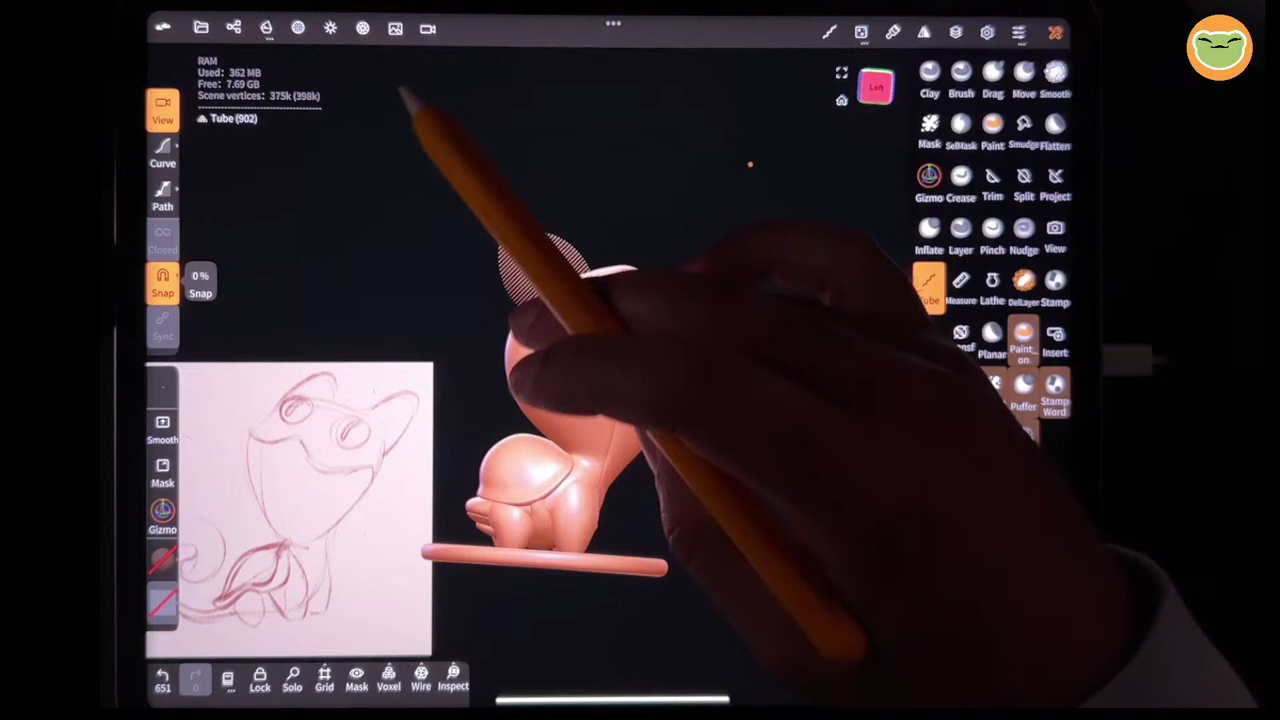 RAM
Used: 362 MB
Free: 7.69 GB
Scene vertices: 375k (398k)
Tube (902)
Left
View
Curve
Path
Closed
Snap
0 %
Snap
Sync
Clay Brush Drag Move Smooth
Mask SelMask Paint Smudge Flatten
Gizmo Crease Trim Split Project
Inflate Layer Pinch Nudge View
Tube Measure Lathe DelLayer Stamp
Planar Paint_on Insert
Puffer Stamp Word
Smooth
Mask
Gizmo
651 0 Lock Solo Grid Mask Voxel Wire Inspect